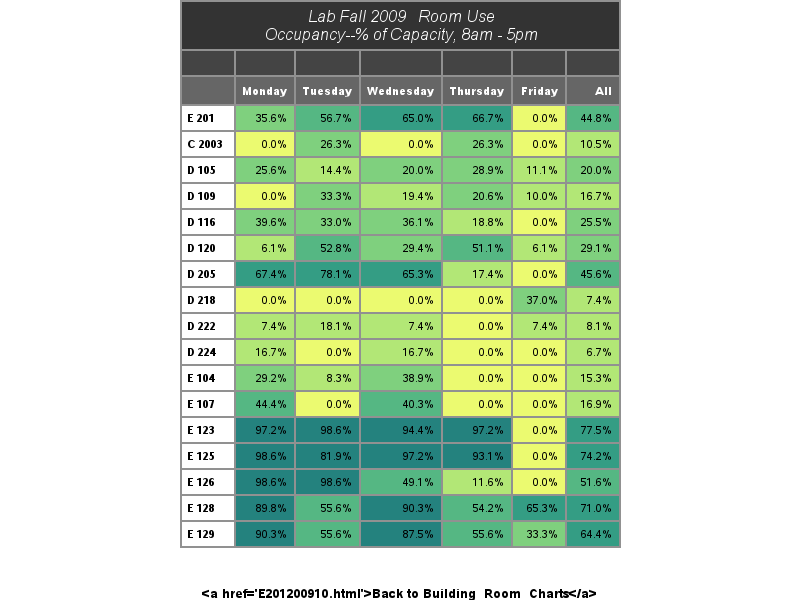 Lab Fall 2009 Room Use
Occupancy--% of Capacity, 8am - 5pm
Monday Tuesday Wednesday Thursday Friday All
E 201 35.6% 56.7% 65.0% 66.7% 0.0% 44.8%
C 2003 0.0% 26.3% 0.0% 26.3% 0.0% 10.5%
D 105 25.6% 14.4% 20.0% 28.9% 11.1% 20.0%
D 109 0.0% 33.3% 19.4% 20.6% 10.0% 16.7%
D 116 39.6% 33.0% 36.1% 18.8% 0.0% 25.5%
D 120 6.1% 52.8% 29.4% 51.1% 6.1% 29.1%
D 205 67.4% 78.1% 65.3% 17.4% 0.0% 45.6%
D 218 0.0% 0.0% 0.0% 0.0% 37.0% 7.4%
D 222 7.4% 18.1% 7.4% 0.0% 7.4% 8.1%
D 224 16.7% 0.0% 16.7% 0.0% 0.0% 6.7%
E 104 29.2% 8.3% 38.9% 0.0% 0.0% 15.3%
E 107 44.4% 0.0% 40.3% 0.0% 0.0% 16.9%
E 123 97.2% 98.6% 94.4% 97.2% 0.0% 77.5%
E 125 98.6% 81.9% 97.2% 93.1% 0.0% 74.2%
E 126 98.6% 98.6% 49.1% 11.6% 0.0% 51.6%
E 128 89.8% 55.6% 90.3% 54.2% 65.3% 71.0%
E 129 90.3% 55.6% 87.5% 55.6% 33.3% 64.4%
<a href='E201200910.html'>Back to Building Room Charts</a>